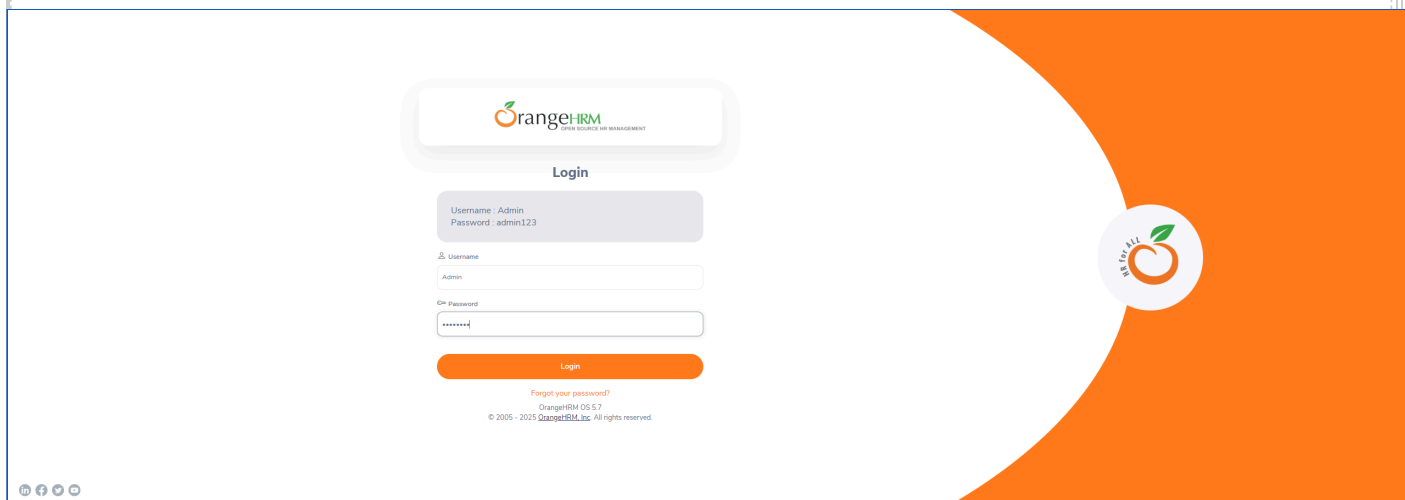 OrangeHRM
OPEN SOURCE HR MANAGEMENT
Login
Username : Admin
Password : admin123
Username
Admin
Password
••••••••
Login
Forgot your password?
OrangeHRM OS 5.7
© 2005 - 2025 OrangeHRM, Inc. All rights reserved.
HR for ALL